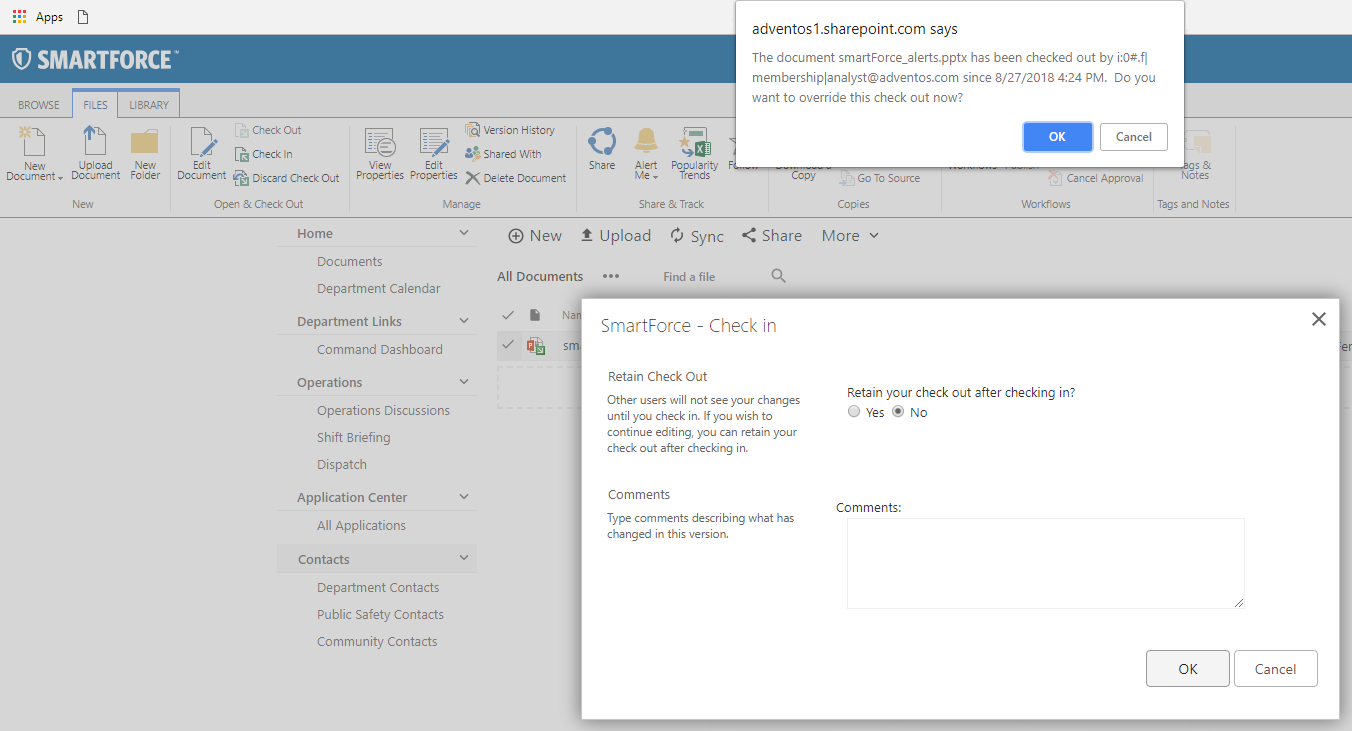 Apps
SMARTFORCE™
adventos1.sharepoint.com says
The document smartForce_alerts.pptx has been checked out by i:0#.f|
membership|analyst@adventos.com since 8/27/2018 4:24 PM.  Do you
want to override this check out now?
OK
Cancel
BROWSE
FILES
LIBRARY
New
Document
Upload
Document
New
Folder
New
Edit
Document
Check Out
Check In
Discard Check Out
Open & Check Out
View
Properties
Edit
Properties
Version History
Shared With
Delete Document
Manage
Share
Alert
Me
Popularity
Trends
Share & Track
Copy
Go To Source
Copies
Cancel Approval
Workflows
Tags &
Notes
Tags and Notes
Home
Documents
Department Calendar
Department Links
Command Dashboard
Operations
Operations Discussions
Shift Briefing
Dispatch
Application Center
All Applications
Contacts
Department Contacts
Public Safety Contacts
Community Contacts
New
Upload
Sync
Share
More
All Documents
Find a file
SmartForce - Check in
Retain Check Out
Other users will not see your changes
until you check in. If you wish to
continue editing, you can retain your
check out after checking in.
Retain your check out after checking in?
Yes
No
Comments
Type comments describing what has
changed in this version.
Comments:
OK
Cancel